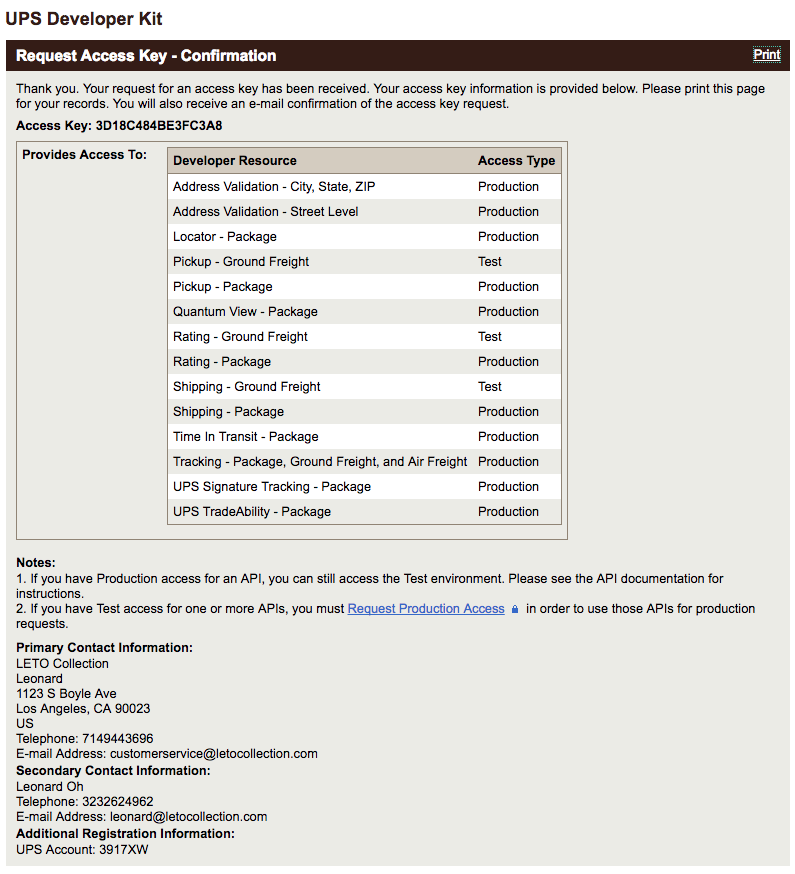 UPS Developer Kit
Request Access Key - Confirmation
Print
Thank you. Your request for an access key has been received. Your access key information is provided below. Please print this page
for your records. You will also receive an e-mail confirmation of the access key request.
Access Key: 3D18C484BE3FC3A8
Provides Access To:
Developer Resource Access Type
Address Validation - City, State, ZIP Production
Address Validation - Street Level Production
Locator - Package Production
Pickup - Ground Freight Test
Pickup - Package Production
Quantum View - Package Production
Rating - Ground Freight Test
Rating - Package Production
Shipping - Ground Freight Test
Shipping - Package Production
Time In Transit - Package Production
Tracking - Package, Ground Freight, and Air Freight Production
UPS Signature Tracking - Package Production
UPS TradeAbility - Package Production
Notes:
1. If you have Production access for an API, you can still access the Test environment. Please see the API documentation for
instructions.
2. If you have Test access for one or more APIs, you must Request Production Access in order to use those APIs for production
requests.
Primary Contact Information:
LETO Collection
Leonard
1123 S Boyle Ave
Los Angeles, CA 90023
US
Telephone: 7149443696
E-mail Address: customerservice@letocollection.com
Secondary Contact Information:
Leonard Oh
Telephone: 3232624962
E-mail Address: leonard@letocollection.com
Additional Registration Information:
UPS Account: 3917XW